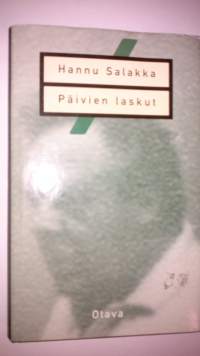 Hannu Salakka
Päivien laskut
Otava